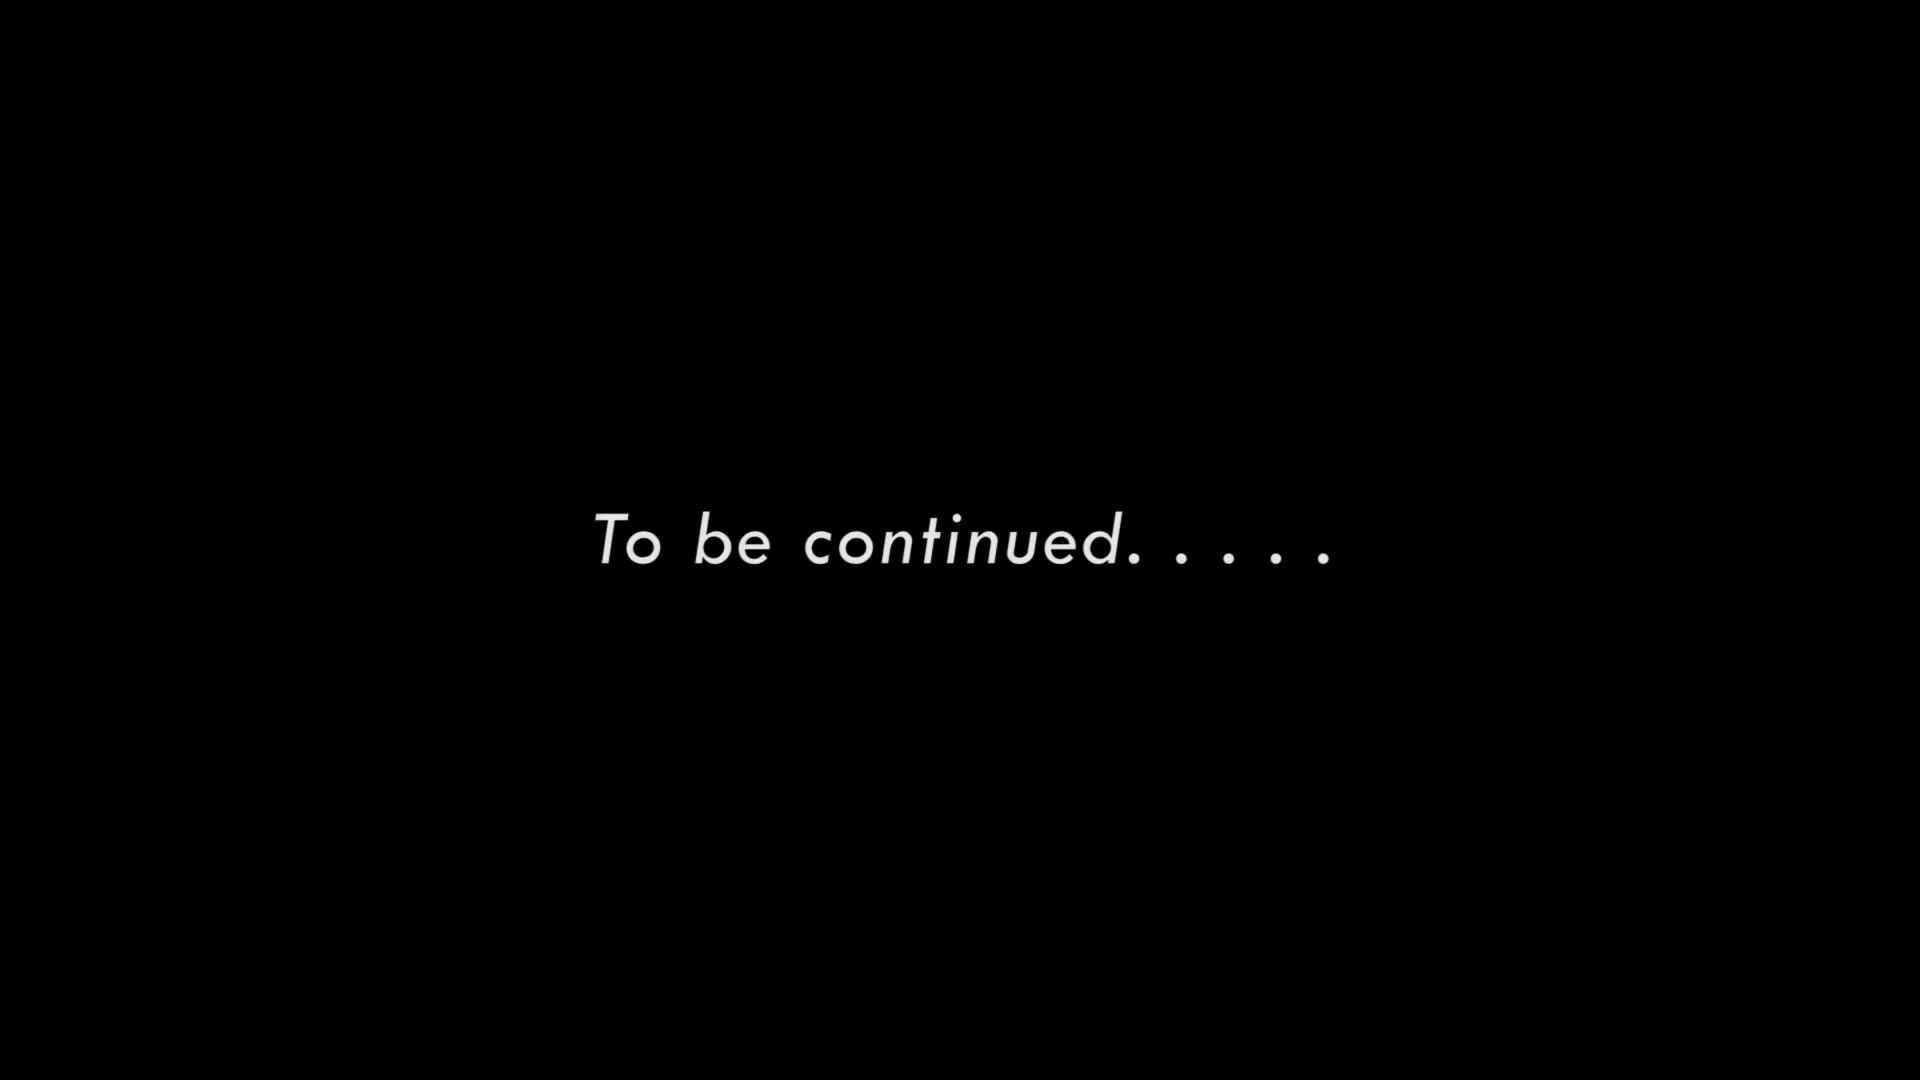 To be continued. . . . .